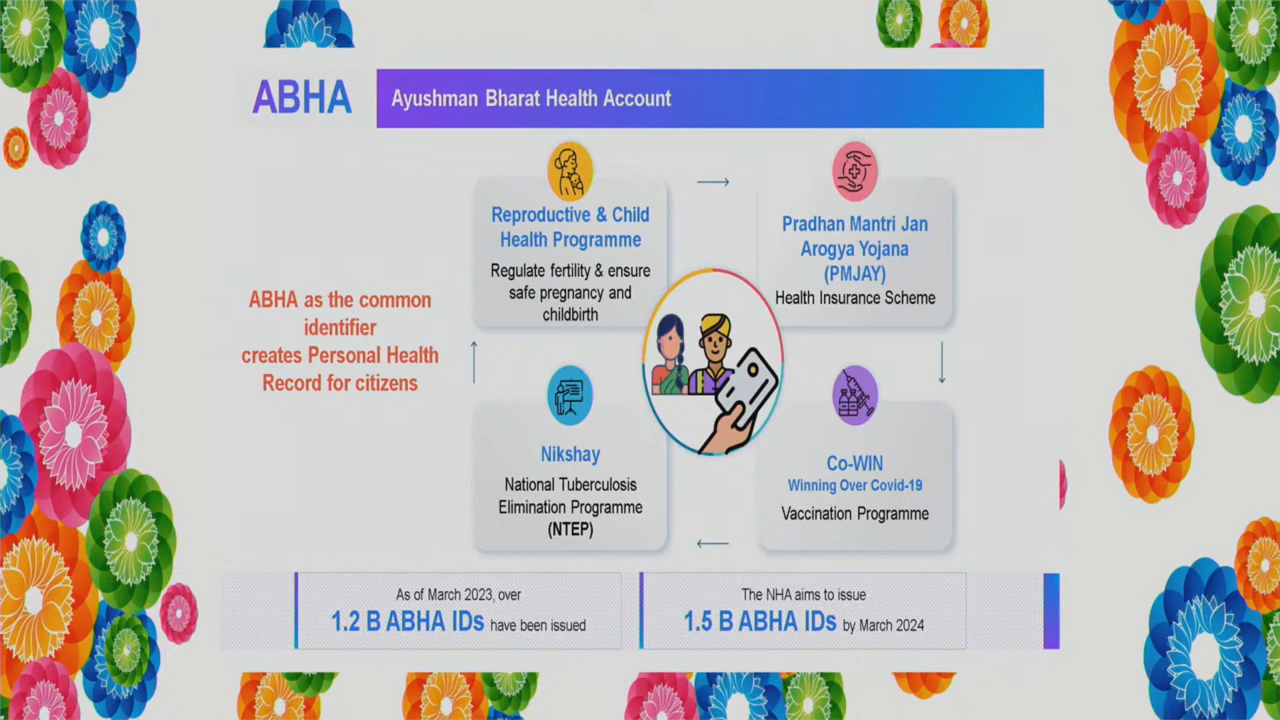 ABHA
Ayushman Bharat Health Account
ABHA as the common
identifier
creates Personal Health
Record for citizens
Reproductive & Child
Health Programme
Regulate fertility & ensure
safe pregnancy and
childbirth
Pradhan Mantri Jan
Arogya Yojana
(PMJAY)
Health Insurance Scheme
Nikshay
National Tuberculosis
Elimination Programme
(NTEP)
Co-WIN
Winning Over Covid-19
Vaccination Programme
As of March 2023, over
1.2 B ABHA IDs have been issued
The NHA aims to issue
1.5 B ABHA IDs by March 2024